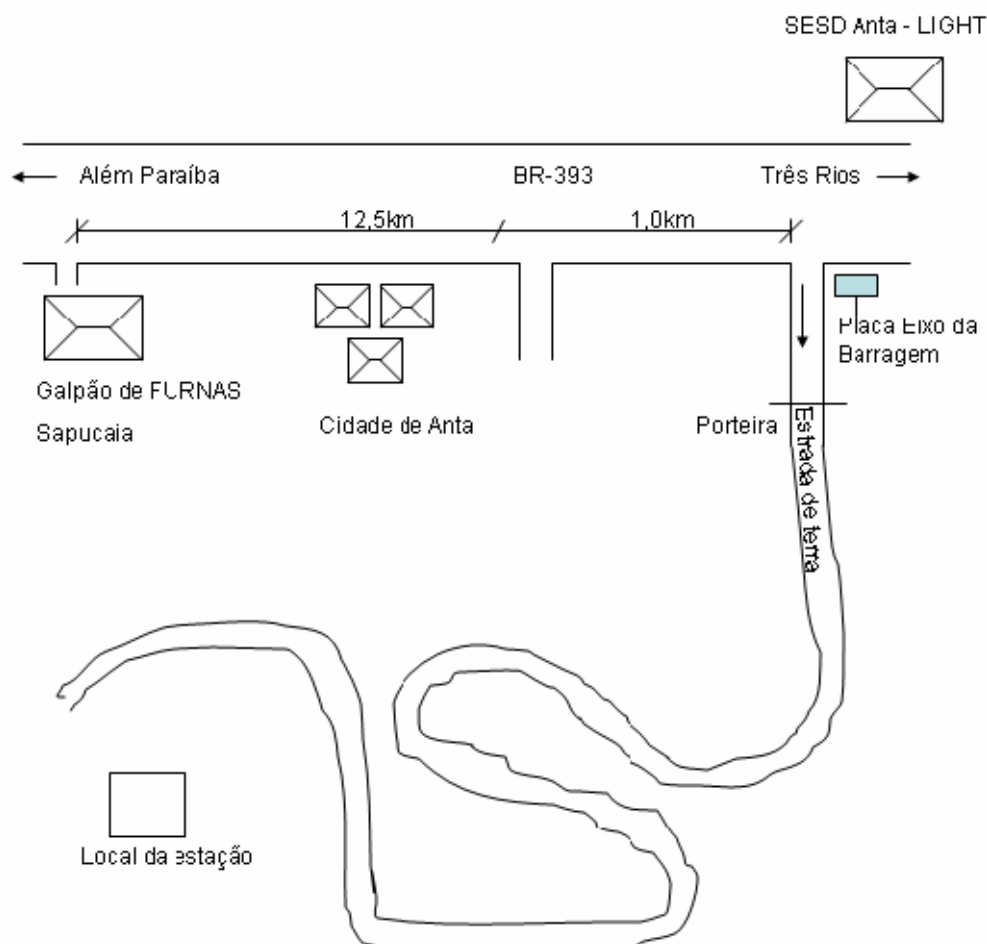 SESD Anta - LIGHT
Além Paraíba
BR-393
Três Rios
12,5km
1,0km
Placa Eixo da
Barragem
Galpão de FURNAS
Sapucaia
Cidade de Anta
Porteira
Estrada de terra
Local da estação